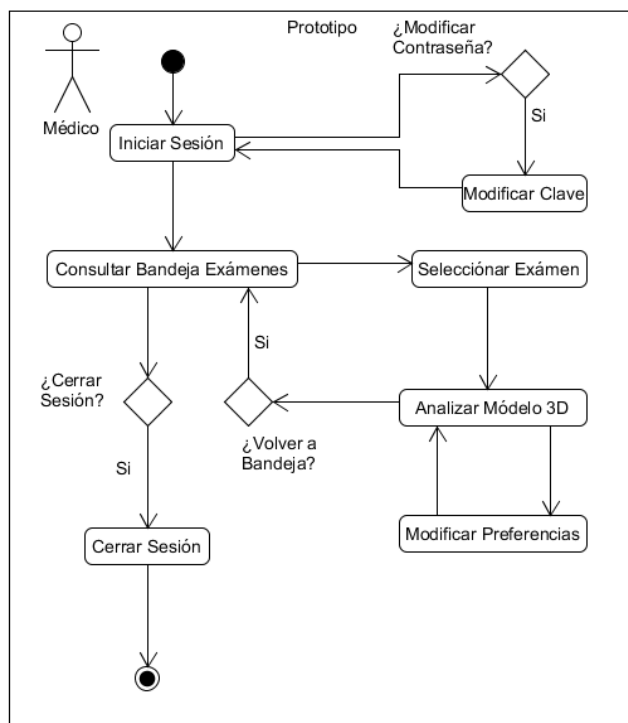 Prototipo
¿Modificar
Contraseña?
Médico
Si
Iniciar Sesión
Modificar Clave
Consultar Bandeja Exámenes
Selecciónar Exámen
Si
¿Cerrar
Sesión?
Analizar Módelo 3D
¿Volver a
Bandeja?
Si
Cerrar Sesión
Modificar Preferencias